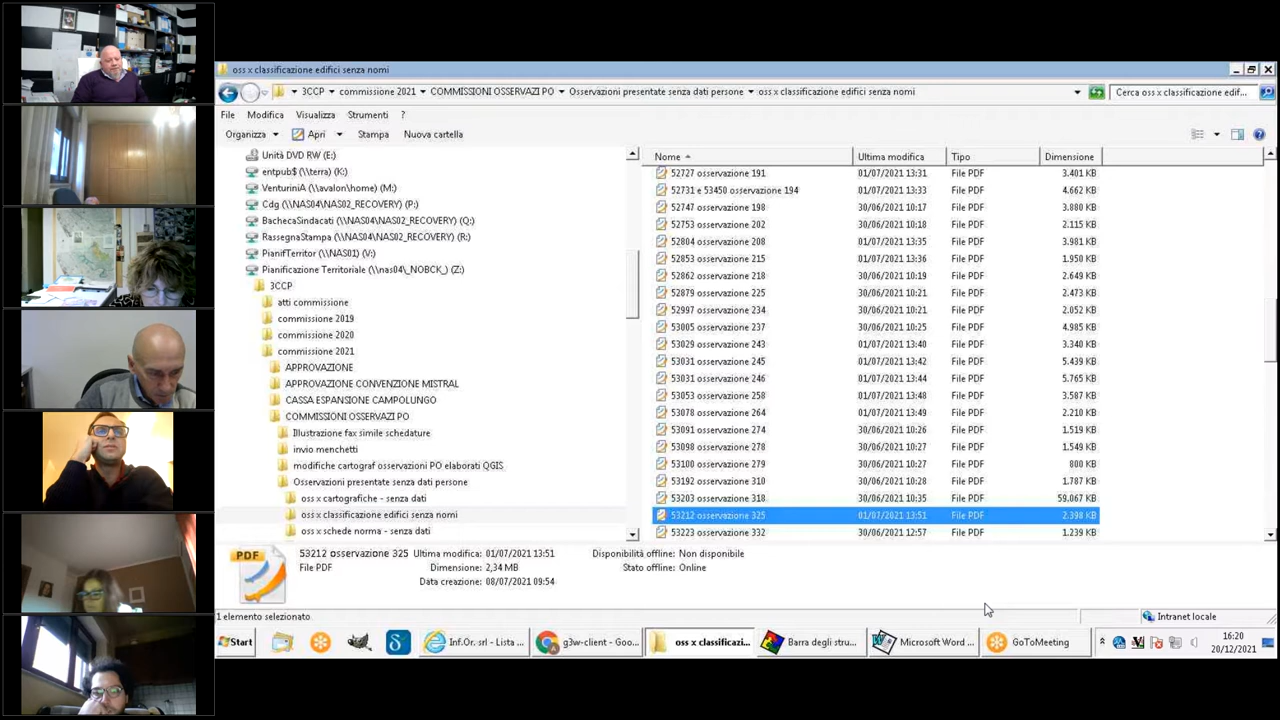 oss x classificazione edifici senza nomi
3CCP
commissione 2021
COMMISSIONI OSSERVAZI PO
Osservazioni presentate senza dati persone
oss x classificazione edifici senza nomi
Cerca oss x classificazione edif...
File
Modifica
Visualizza
Strumenti
?
Organizza
Apri
Stampa
Nuova cartella
Unità DVD RW (E:)
entpub$ (\\terra) (K:)
VenturiniA (\\avalon\home) (M:)
Cdg (\\NAS04\NAS02_RECOVERY) (P:)
BachecaSindacati (\\NAS04\NAS02_RECOVERY) (Q:)
RassegnaStampa (\\NAS04\NAS02_RECOVERY) (R:)
PianifTerritor (\\NAS01) (V:)
Pianificazione Territoriale (\\nas04\_NOBCK_) (Z:)
3CCP
atti commissione
commissione 2019
commissione 2020
commissione 2021
APPROVAZIONE
APPROVAZIONE CONVENZIONE MISTRAL
CASSA ESPANSIONE CAMPOLUNGO
COMMISSIONI OSSERVAZI PO
Illustrazione fax simile schedature
invio menchetti
modifiche cartograf osservazioni PO elaborati QGIS
Osservazioni presentate senza dati persone
oss x cartografiche - senza dati
oss x classificazione edifici senza nomi
oss x schede norma - senza dati
Nome Ultima modifica Tipo Dimensione
52727 osservazione 191 01/07/2021 13:31 File PDF 3.401 KB
52731 e 53450 osservazione 194 01/07/2021 13:33 File PDF 4.662 KB
52747 osservazione 198 30/06/2021 10:17 File PDF 3.880 KB
52753 osservazione 202 30/06/2021 10:18 File PDF 2.115 KB
52804 osservazione 208 01/07/2021 13:35 File PDF 3.981 KB
52853 osservazione 215 01/07/2021 13:36 File PDF 1.950 KB
52862 osservazione 218 30/06/2021 10:19 File PDF 2.649 KB
52879 osservazione 225 30/06/2021 10:21 File PDF 2.473 KB
52997 osservazione 234 30/06/2021 10:21 File PDF 2.052 KB
53005 osservazione 237 30/06/2021 10:25 File PDF 4.985 KB
53029 osservazione 243 01/07/2021 13:40 File PDF 3.340 KB
53031 osservazione 245 01/07/2021 13:42 File PDF 5.439 KB
53031 osservazione 246 01/07/2021 13:44 File PDF 5.765 KB
53053 osservazione 258 01/07/2021 13:48 File PDF 3.587 KB
53078 osservazione 264 01/07/2021 13:49 File PDF 2.210 KB
53091 osservazione 274 30/06/2021 10:26 File PDF 1.519 KB
53098 osservazione 278 30/06/2021 10:27 File PDF 1.549 KB
53100 osservazione 279 30/06/2021 10:27 File PDF 800 KB
53192 osservazione 310 30/06/2021 10:28 File PDF 1.787 KB
53203 osservazione 318 30/06/2021 10:35 File PDF 59.067 KB
53212 osservazione 325 01/07/2021 13:51 File PDF 2.398 KB
53223 osservazione 332 30/06/2021 12:57 File PDF 1.239 KB
PDF
53212 osservazione 325 Ultima modifica: 01/07/2021 13:51 Disponibilità offline: Non disponibile
File PDF Dimensione: 2,34 MB Stato offline: Online
Data creazione: 08/07/2021 09:54
1 elemento selezionato
Intranet locale
Start
Inf.Or. srl - Lista ...
g3w-client - Goo...
oss x classificazi...
Barra degli stru...
Microsoft Word ...
GoToMeeting
16:20
20/12/2021